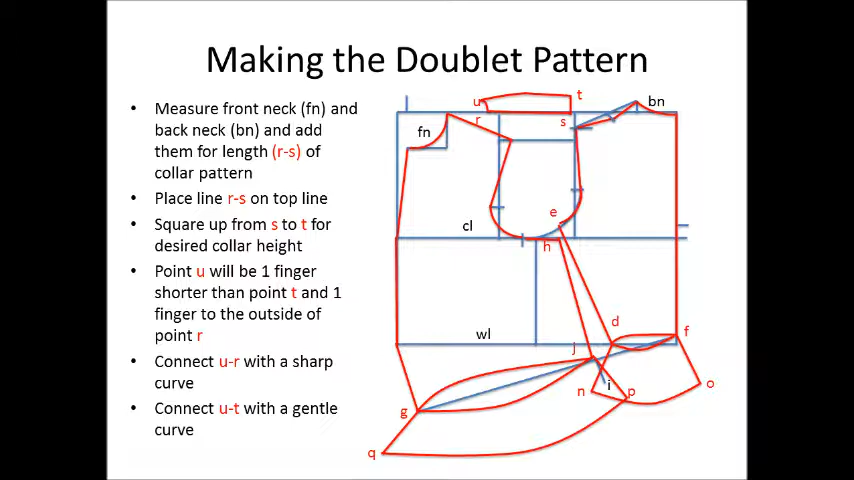 Making the Doublet Pattern
• Measure front neck (fn) and
back neck (bn) and add
them for length (r-s) of
collar pattern
• Place line r-s on top line
• Square up from s to t for
desired collar height
• Point u will be 1 finger
shorter than point t and 1
finger to the outside of
point r
• Connect u-r with a sharp
curve
• Connect u-t with a gentle
curve
u
t
bn
r
s
fn
e
cl
h
d
f
wl
j
i
n
p
o
g
q